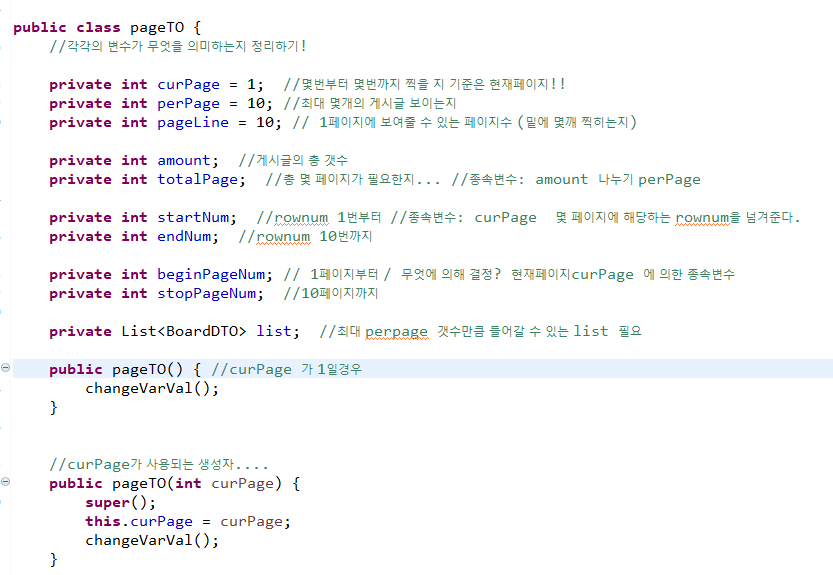 public class pageTO {
//각각의 변수가 무엇을 의미하는지 정리하기!
private int curPage = 1; //몇번부터 몇번까지 찍을 지 기준은 현재페이지!!
private int perPage = 10; //최대 몇개의 게시글 보이는지
private int pageLine = 10; // 1페이지에 보여줄 수 있는 페이지수 (밑에 몇깨 찍히는지)
private int amount; //게시글의 총 갯수
private int totalPage; //총 몇 페이지가 필요한지... //종속변수: amount 나누기 perPage
private int startNum; //rownum 1번부터 //종속변수: curPage 몇 페이지에 해당하는 rownum을 넘겨준다.
private int endNum; //rownum 10번까지
private int beginPageNum; // 1페이지부터 / 무엇에 의해 결정? 현재페이지curPage 에 의한 종속변수
private int stopPageNum; //10페이지까지
private List<BoardDTO> list; //최대 perpage 갯수만큼 들어갈 수 있는 list 필요
public pageTO() { //curPage 가 1일경우
changeVarVal();
}
//curPage가 사용되는 생성자....
public pageTO(int curPage) {
super();
this.curPage = curPage;
changeVarVal();
}